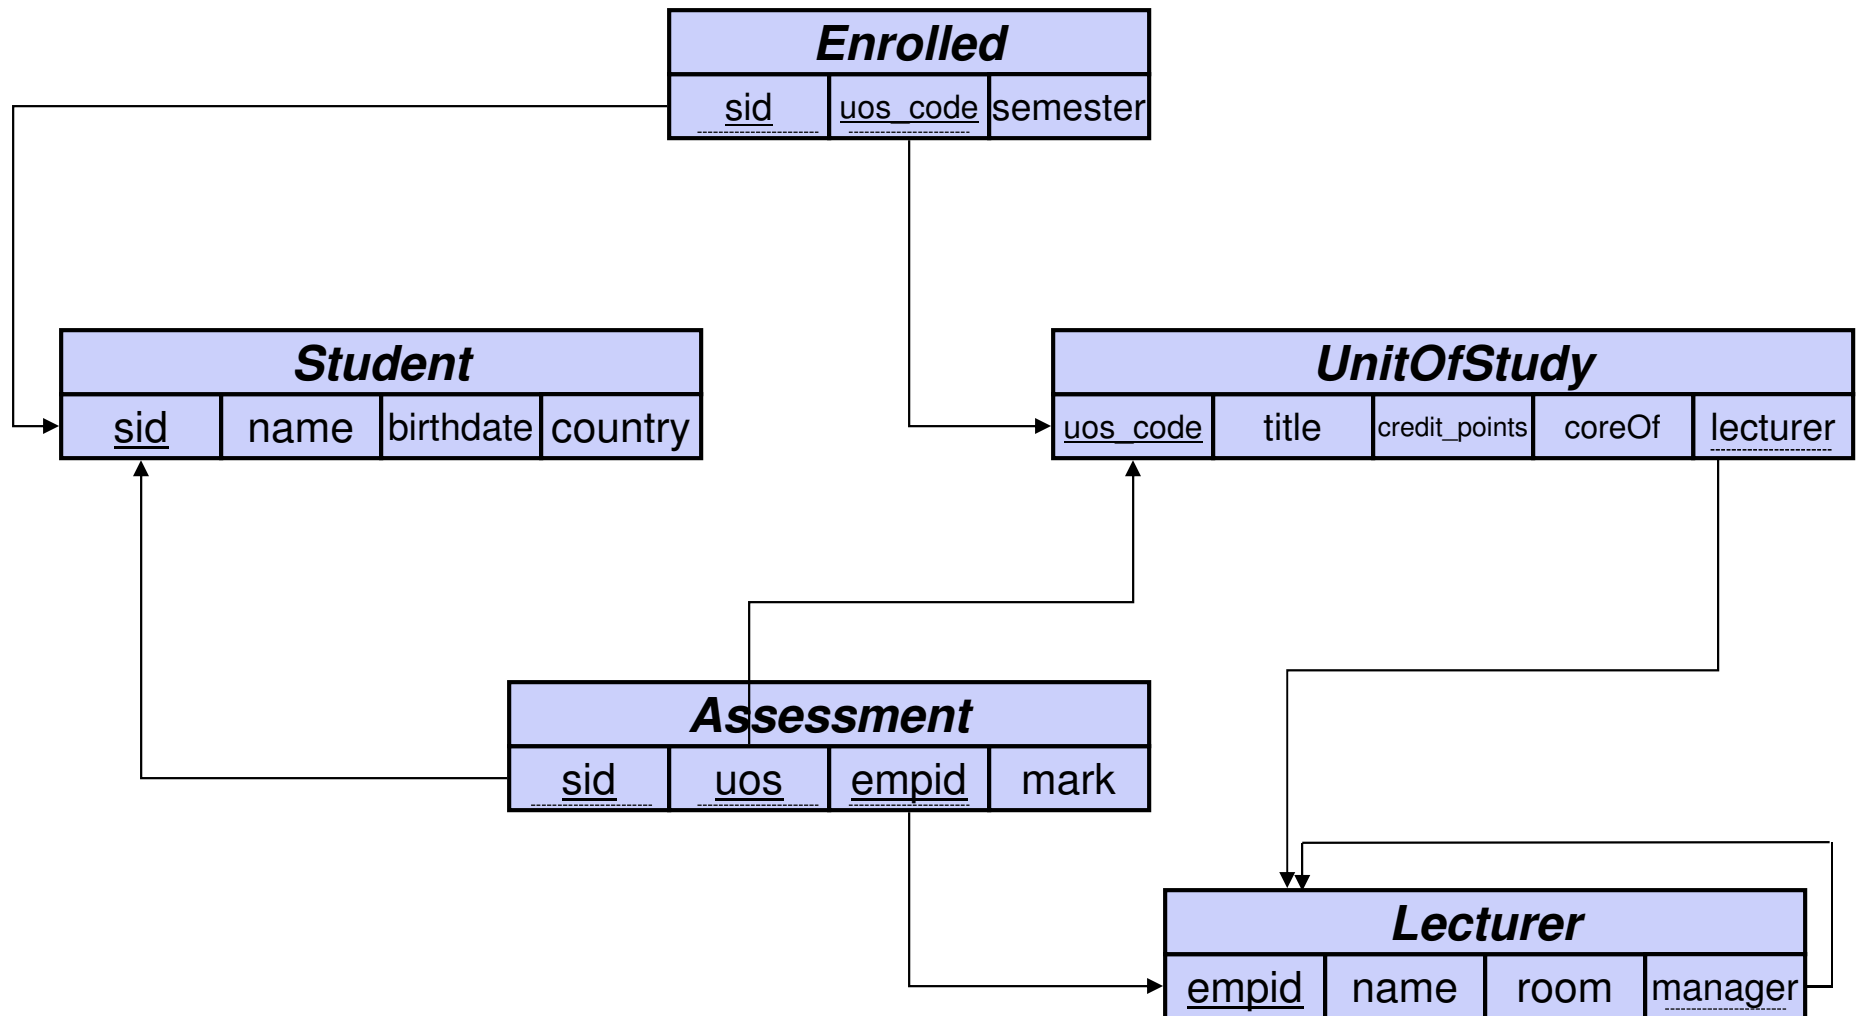 Enrolled
sid uos_code semester
Student
sid name birthdate country
UnitOfStudy
uos_code title credit_points coreOf lecturer
Assessment
sid uos empid mark
Lecturer
empid name room manager